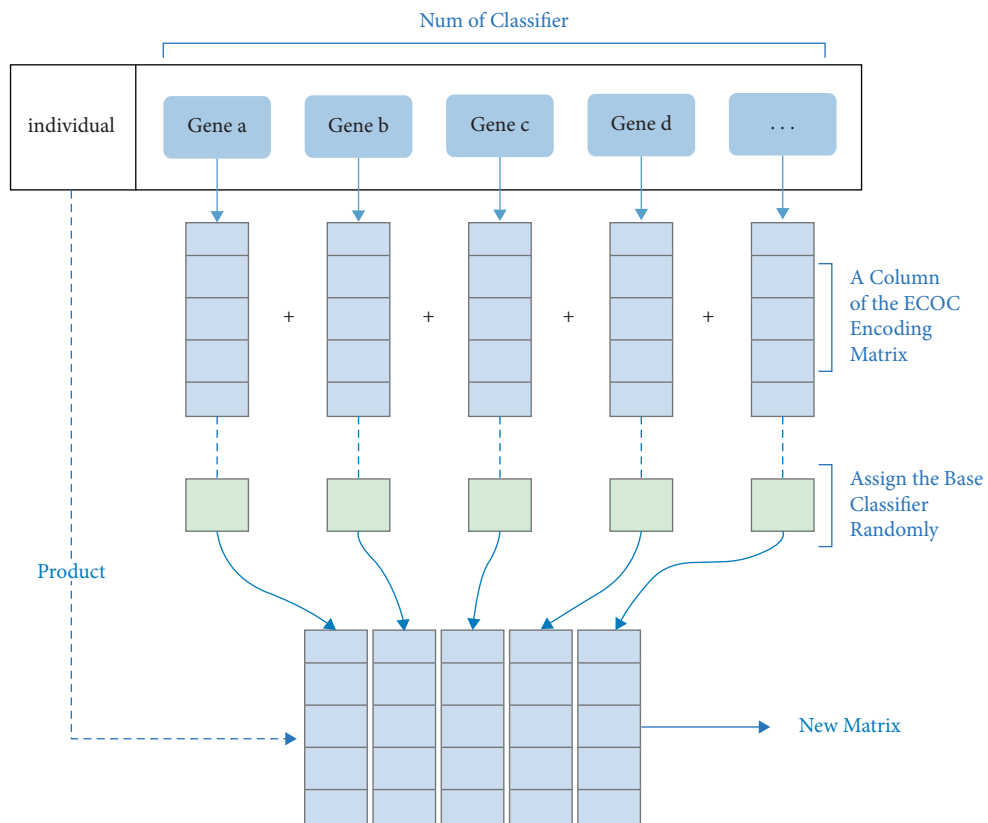 Num of Classifier
individual
Gene a
Gene b
Gene c
Gene d
...
+
+
+
+
A Column
of the ECOC
Encoding
Matrix
Assign the Base
Classifier
Randomly
Product
New Matrix